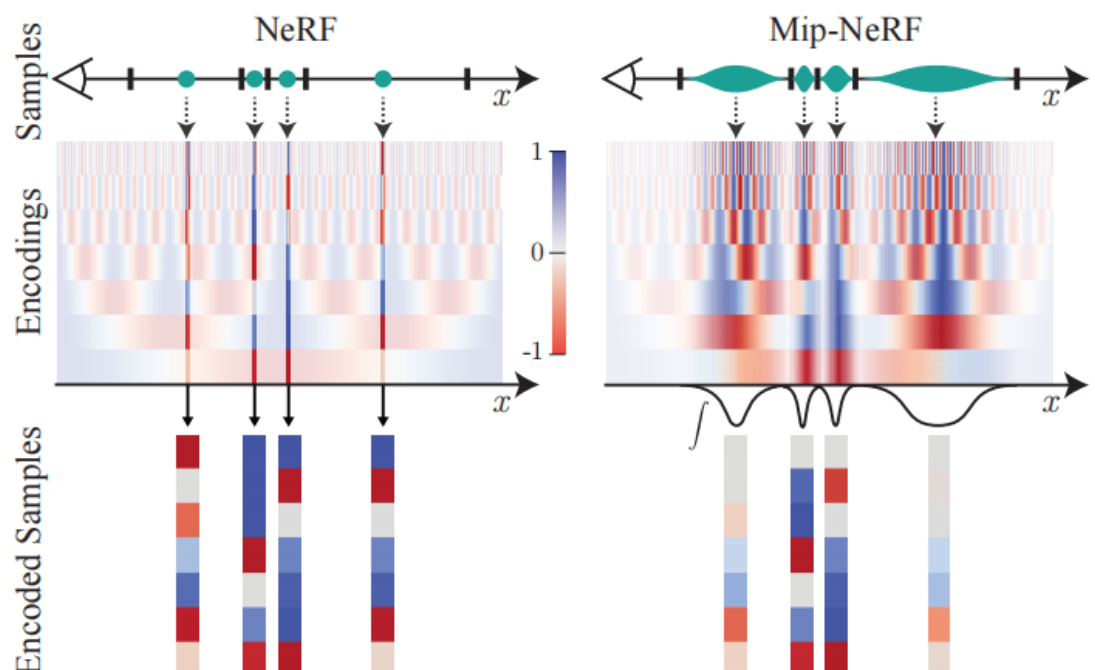 NeRF
Mip-NeRF
Samples
x
x
Encodings
1
0
-1
x
x
∫
Encoded Samples